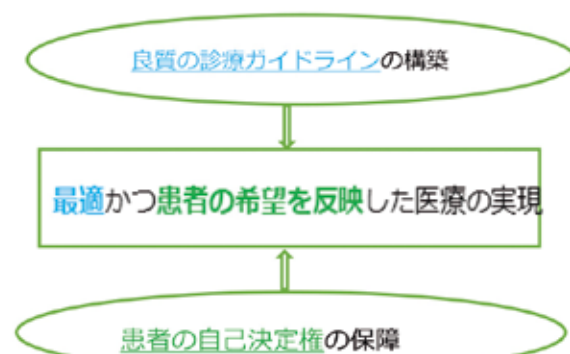 良質の診療ガイドラインの構築
最適かつ患者の希望を反映した医療の実現
患者の自己決定権の保障